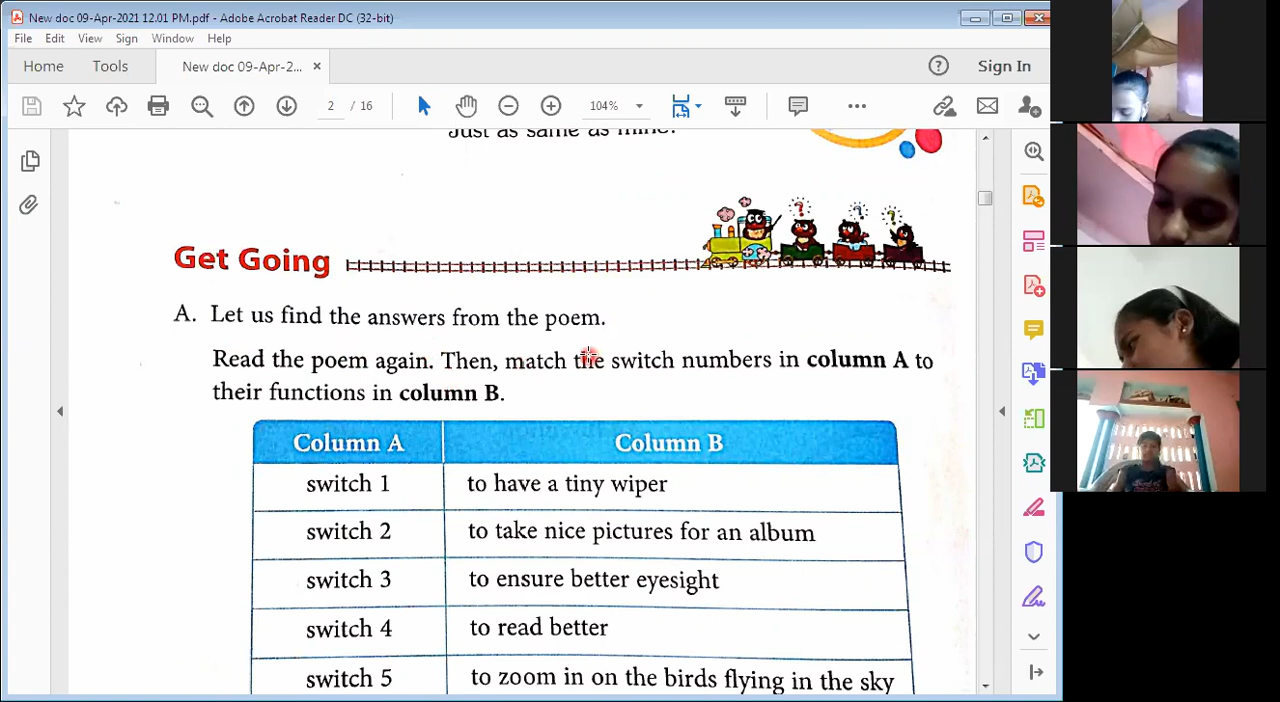 New doc 09-Apr-2021 12.01 PM.pdf - Adobe Acrobat Reader DC (32-bit)
File Edit View Sign Window Help
Home Tools New doc 09-Apr-2... × Sign In
2 / 16 104%
Just as same as mine.
Get Going
A. Let us find the answers from the poem.
Read the poem again. Then, match the switch numbers in column A to
their functions in column B.
Column A Column B
switch 1 to have a tiny wiper
switch 2 to take nice pictures for an album
switch 3 to ensure better eyesight
switch 4 to read better
switch 5 to zoom in on the birds flying in the sky